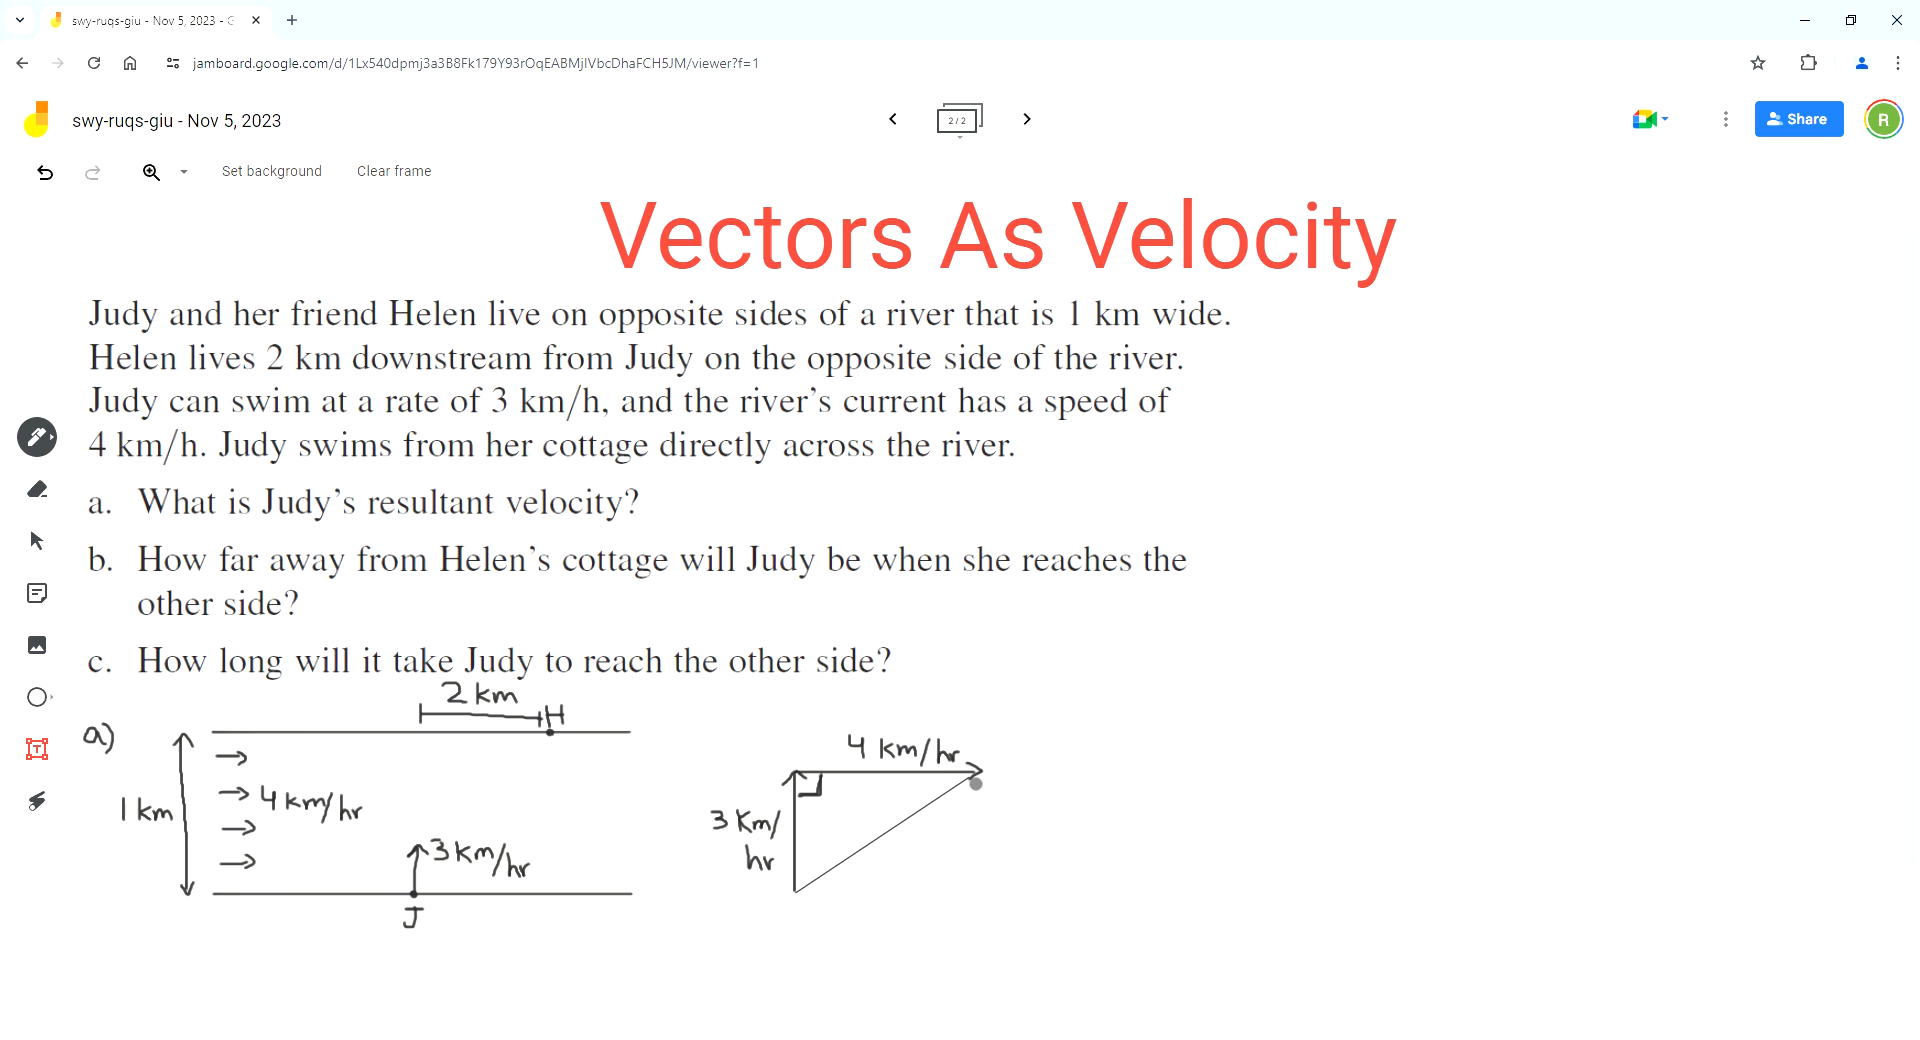 swy-ruqs-giu - Nov 5, 2023 - G
jamboard.google.com/d/1Lx540dpmj3a3B8Fk179Y93rOqEABMjIVbcDhaFCH5JM/viewer?f=1
swy-ruqs-giu - Nov 5, 2023
2 / 2
Share
R
Set background
Clear frame
Vectors As Velocity
Judy and her friend Helen live on opposite sides of a river that is 1 km wide.
Helen lives 2 km downstream from Judy on the opposite side of the river.
Judy can swim at a rate of 3 km/h, and the river's current has a speed of
4 km/h. Judy swims from her cottage directly across the river.
a. What is Judy's resultant velocity?
b. How far away from Helen's cottage will Judy be when she reaches the
other side?
c. How long will it take Judy to reach the other side?
2 km
a)
H
4 km/hr
1 km
4 km/hr
3 km/
hr
3 km/hr
J